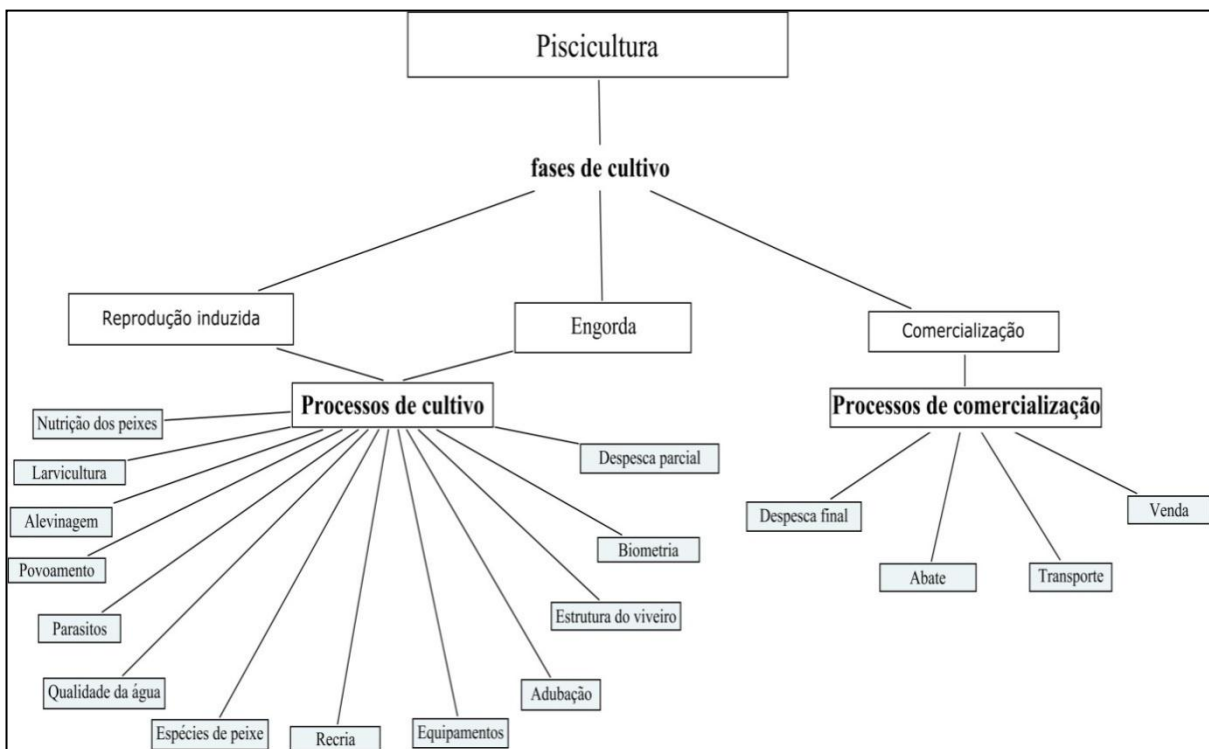 Piscicultura
fases de cultivo
Reprodução induzida
Engorda
Comercialização
Processos de cultivo
Processos de comercialização
Nutrição dos peixes
Larvicultura
Alevinagem
Povoamento
Parasitos
Qualidade da água
Espécies de peixe
Recria
Equipamentos
Adubação
Estrutura do viveiro
Biometria
Despesca parcial
Despesca final
Abate
Transporte
Venda